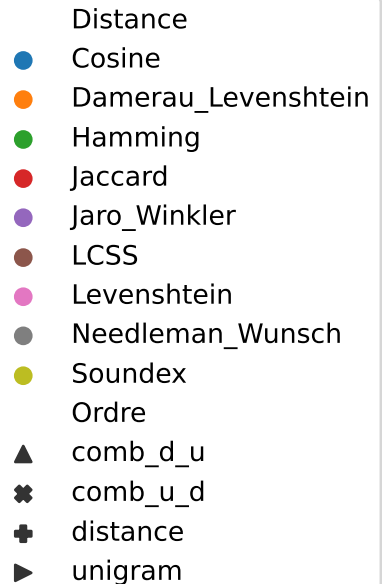 Distance
Cosine
Damerau_Levenshtein
Hamming
Jaccard
Jaro_Winkler
LCSS
Levenshtein
Needleman_Wunsch
Soundex
Ordre
comb_d_u
comb_u_d
distance
unigram